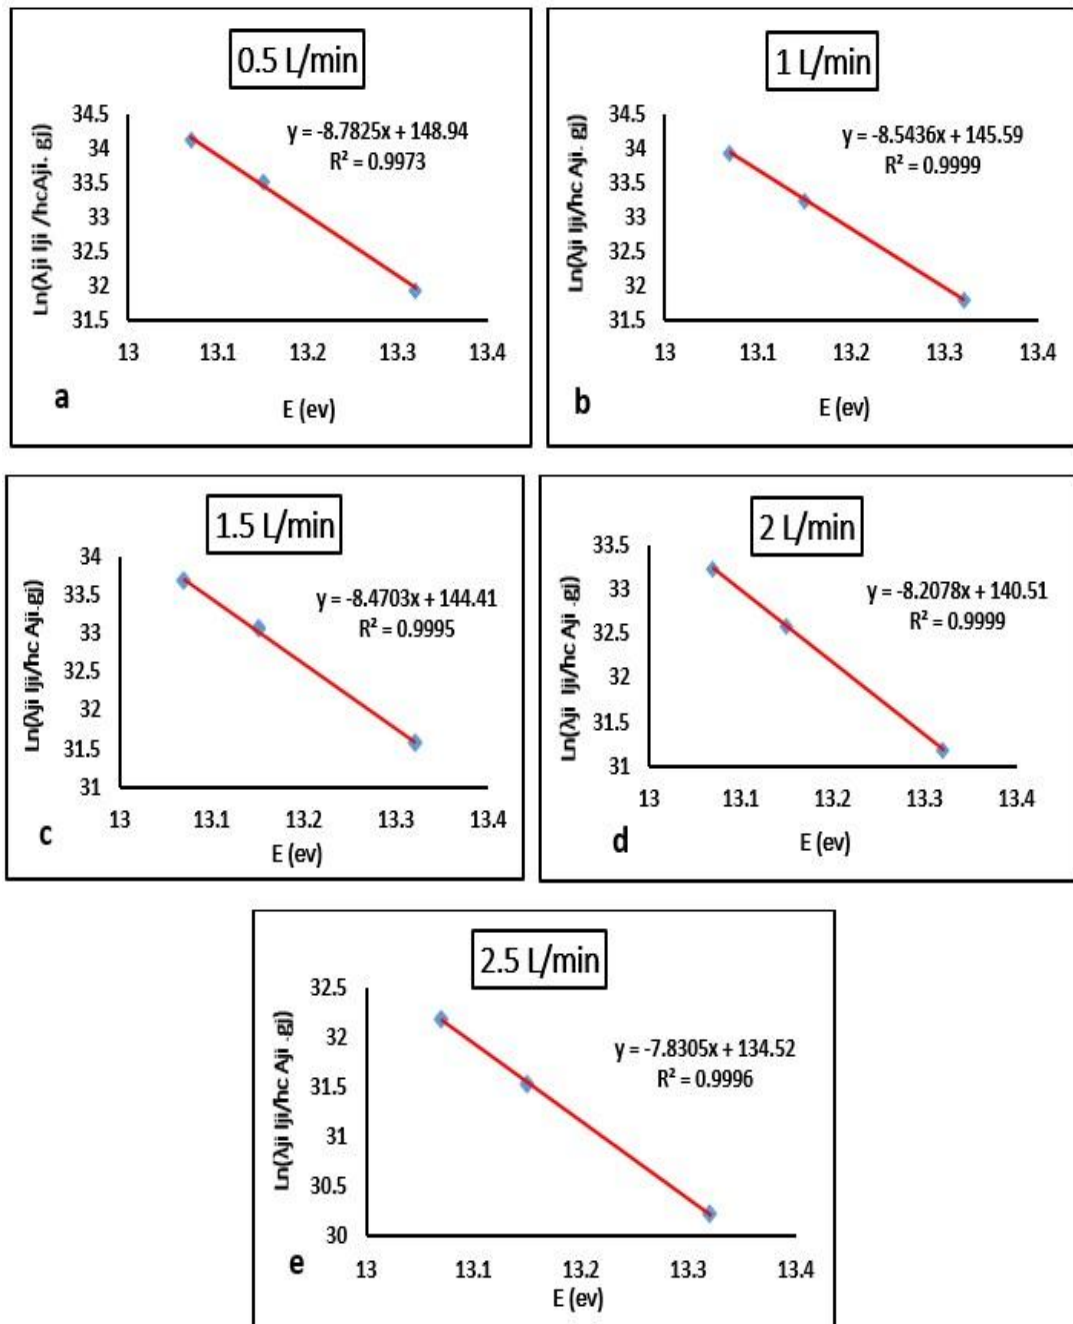 0.5 L/min
Ln(λji Iji /hcAji. gj)
34.5
34
33.5
33
32.5
32
31.5
y = -8.7825x + 148.94
R² = 0.9973
13 13.1 13.2 13.3 13.4
a
E (ev)
1 L/min
Ln(λji Iji/hc Aji. gj)
34.5
34
33.5
33
32.5
32
31.5
y = -8.5436x + 145.59
R² = 0.9999
13 13.1 13.2 13.3 13.4
b
E (ev)
1.5 L/min
Ln(λji Iji/hc Aji.gj)
34
33.5
33
32.5
32
31.5
31
y = -8.4703x + 144.41
R² = 0.9995
13 13.1 13.2 13.3 13.4
c
E (ev)
2 L/min
Ln(λji Iji/hc Aji .gj)
33.5
33
32.5
32
31.5
31
y = -8.2078x + 140.51
R² = 0.9999
13 13.1 13.2 13.3 13.4
d
E (ev)
2.5 L/min
Ln(λji Iji/hc Aji .gj)
32.5
32
31.5
31
30.5
30
y = -7.8305x + 134.52
R² = 0.9996
13 13.1 13.2 13.3 13.4
e
E (ev)